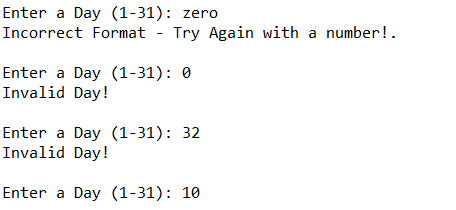 Enter a Day (1-31): zero
Incorrect Format - Try Again with a number!.
Enter a Day (1-31): 0
Invalid Day!
Enter a Day (1-31): 32
Invalid Day!
Enter a Day (1-31): 10